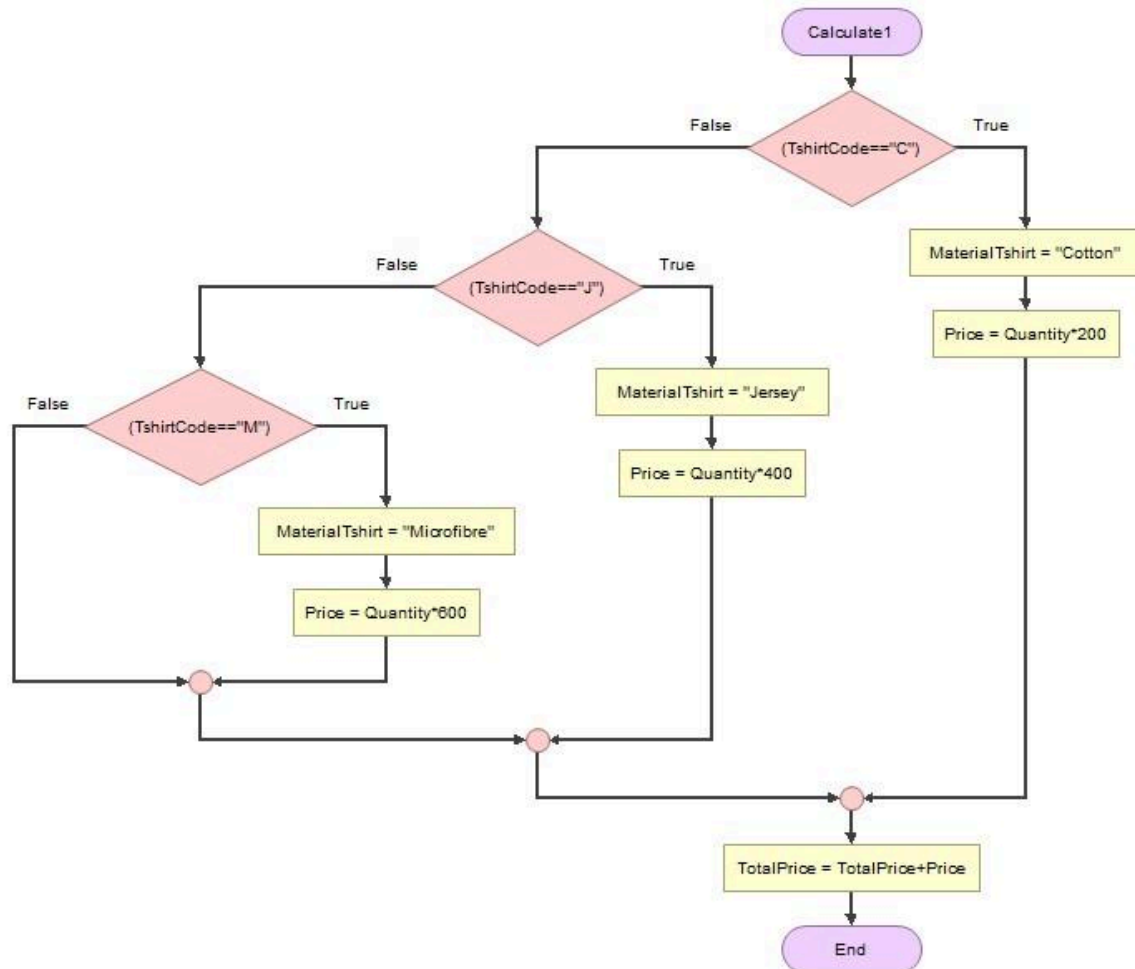 Calculate1
False
True
(TshirtCode=="C")
False
True
(TshirtCode=="J")
MaterialTshirt = "Cotton"
Price = Quantity*200
False
True
(TshirtCode=="M")
MaterialTshirt = "Jersey"
Price = Quantity*400
MaterialTshirt = "Microfibre"
Price = Quantity*600
TotalPrice = TotalPrice+Price
End